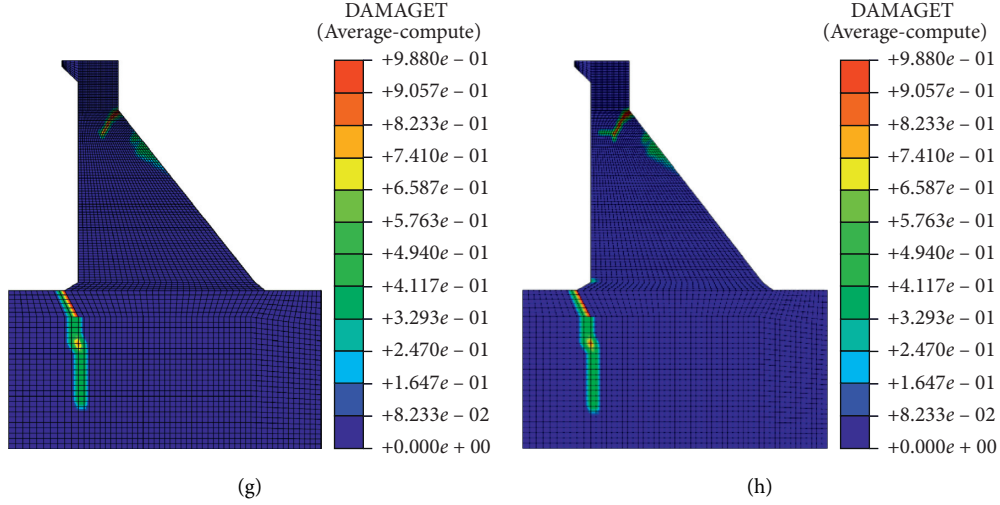 DAMAGET
(Average-compute)
+9.880e − 01
+9.057e − 01
+8.233e − 01
+7.410e − 01
+6.587e − 01
+5.763e − 01
+4.940e − 01
+4.117e − 01
+3.293e − 01
+2.470e − 01
+1.647e − 01
+8.233e − 02
+0.000e + 00
(g)
DAMAGET
(Average-compute)
+9.880e − 01
+9.057e − 01
+8.233e − 01
+7.410e − 01
+6.587e − 01
+5.763e − 01
+4.940e − 01
+4.117e − 01
+3.293e − 01
+2.470e − 01
+1.647e − 01
+8.233e − 02
+0.000e + 00
(h)